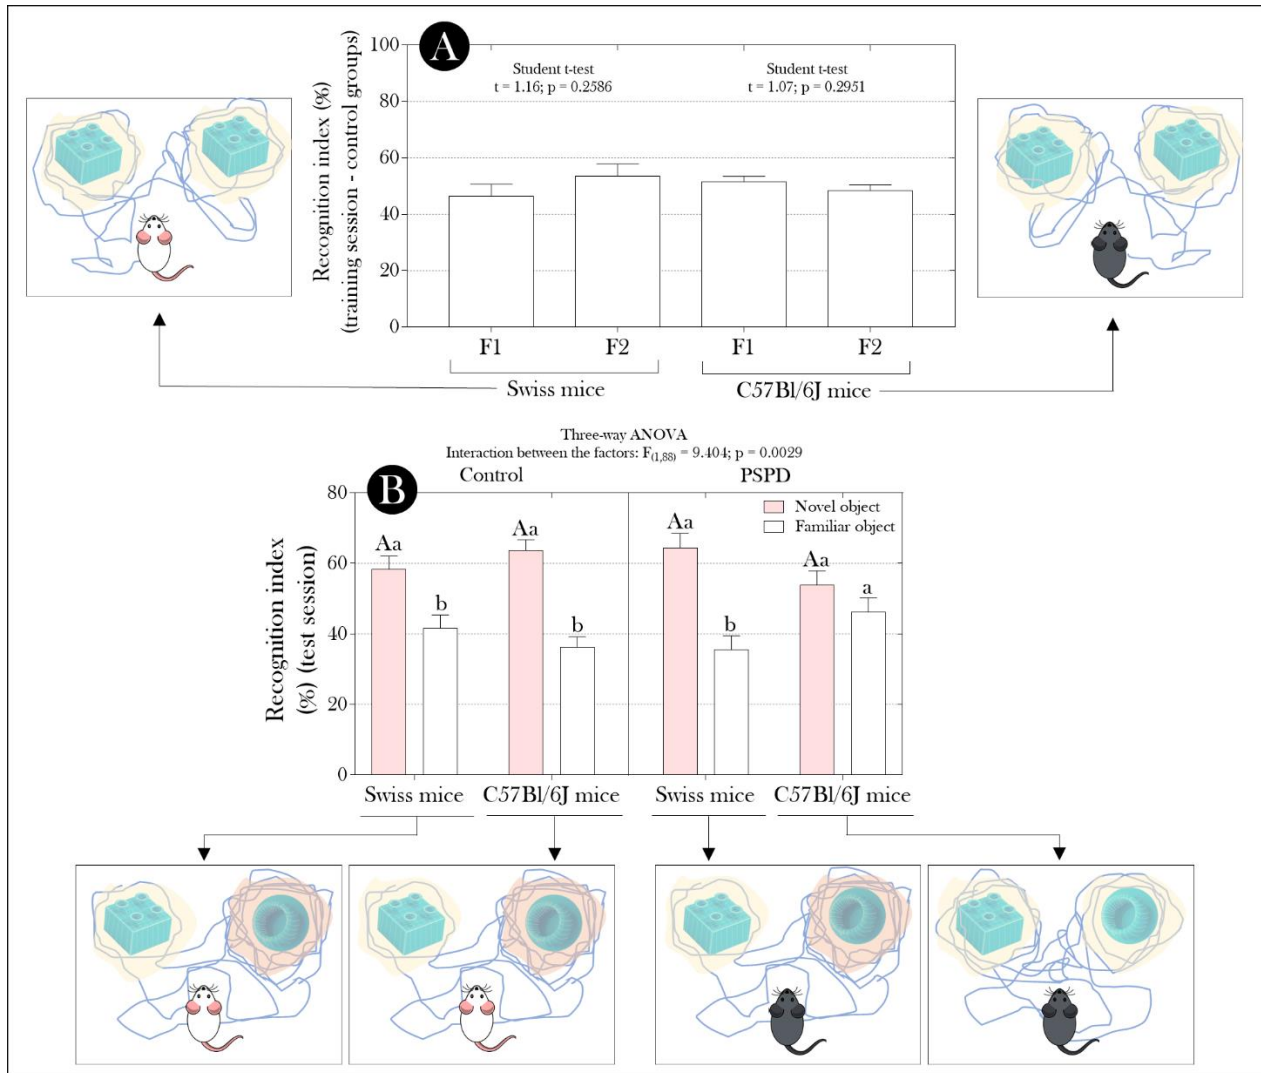 A
Recognition index (%)
(training session - control groups)
100
80
60
40
20
0
Student t-test
t = 1.16; p = 0.2586
Student t-test
t = 1.07; p = 0.2951
F1
F2
F1
F2
Swiss mice
C57Bl/6J mice
Three-way ANOVA
Interaction between the factors: F(1,88) = 9.404; p = 0.0029
Control
PSPD
B
Recognition index
(%) (test session)
80
60
40
20
0
Novel object
Familiar object
Aa
b
Aa
b
Aa
b
Aa
a
Swiss mice
C57Bl/6J mice
Swiss mice
C57Bl/6J mice